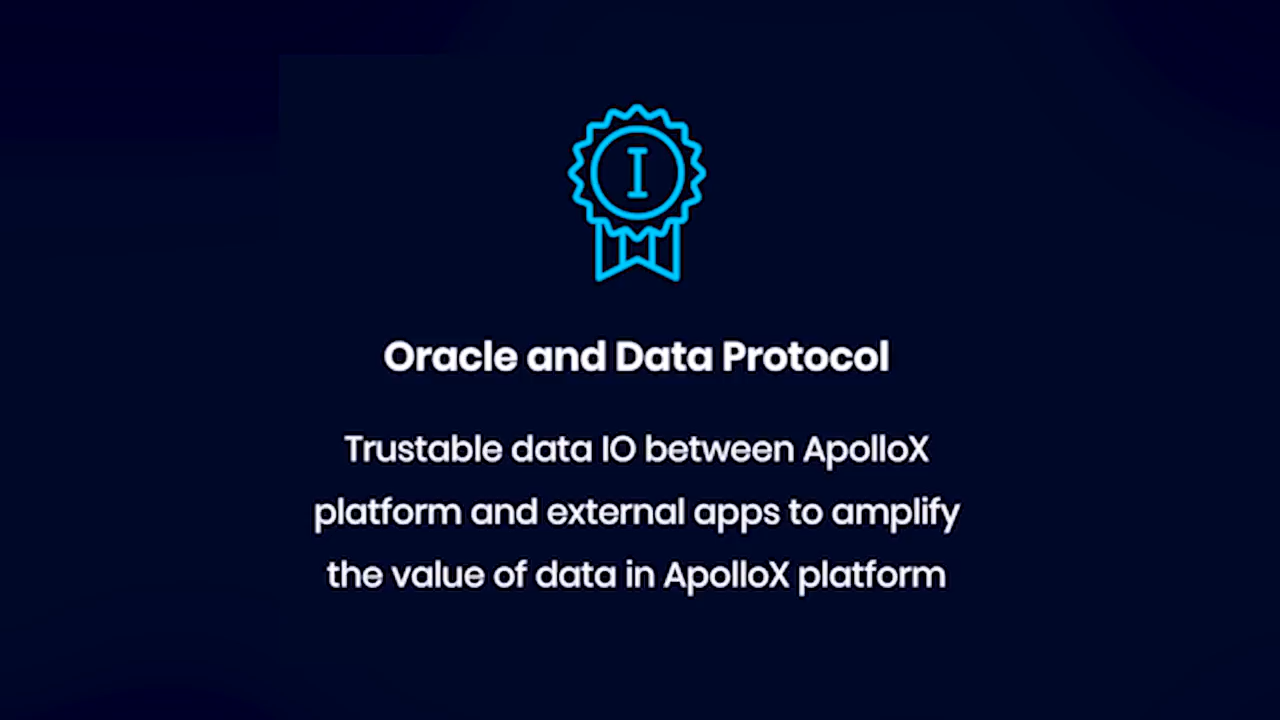 I
Oracle and Data Protocol
Trustable data IO between ApolloX
platform and external apps to amplify
the value of data in ApolloX platform